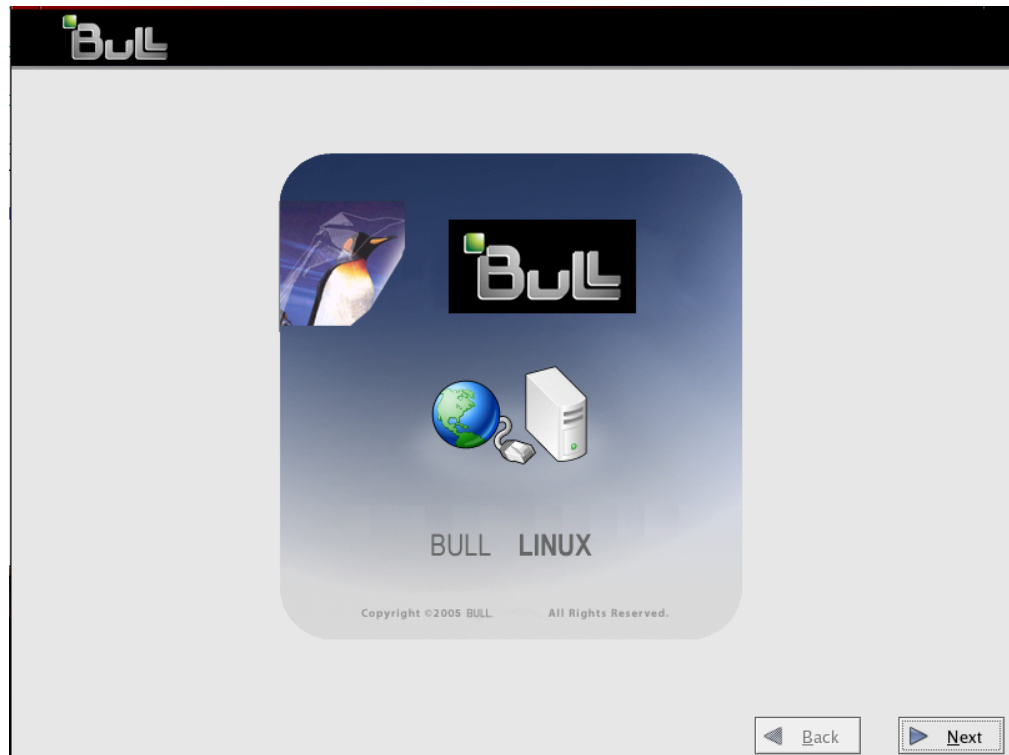 Bull
Bull
BULL LINUX
Copyright ©2005 BULL. All Rights Reserved.
Back
Next